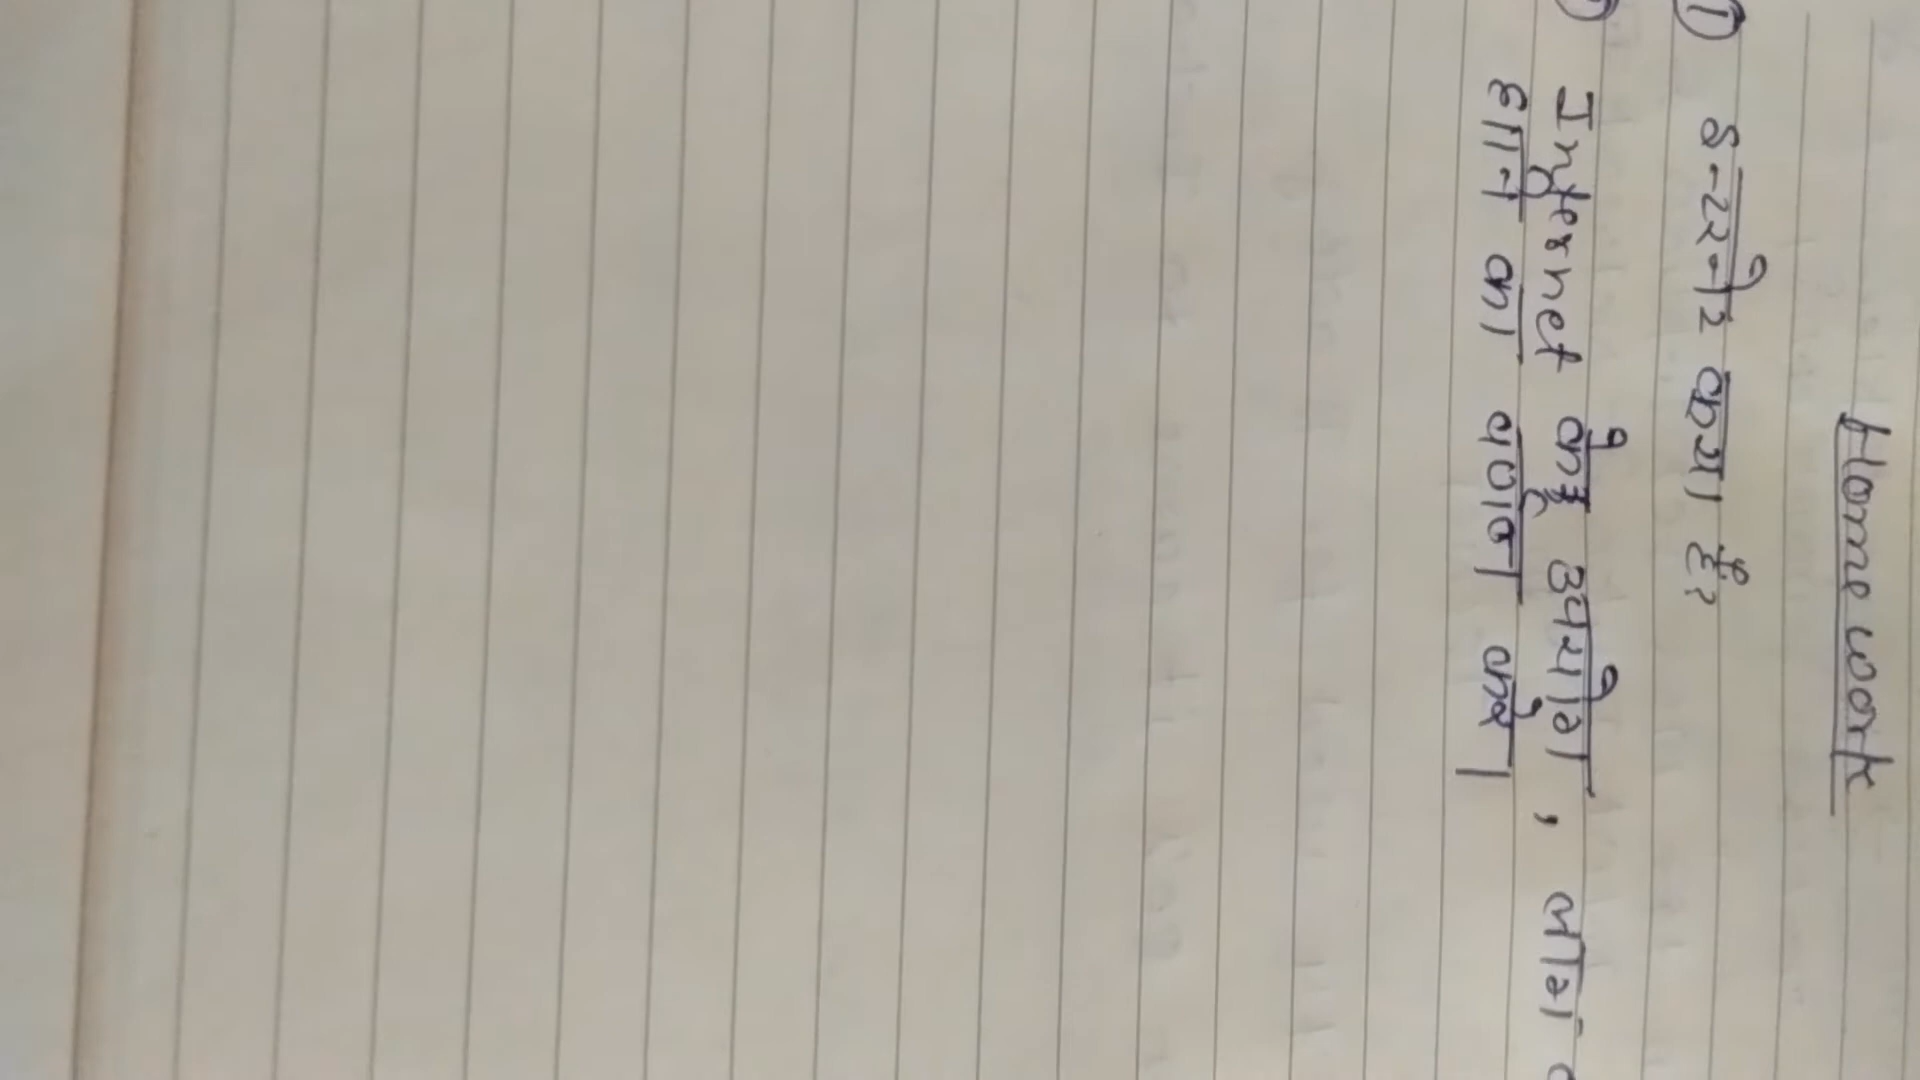 Home work
① इन्टरनेट क्या है?
Internet के उपयोग, लाभ
हानि का वर्णन करें।